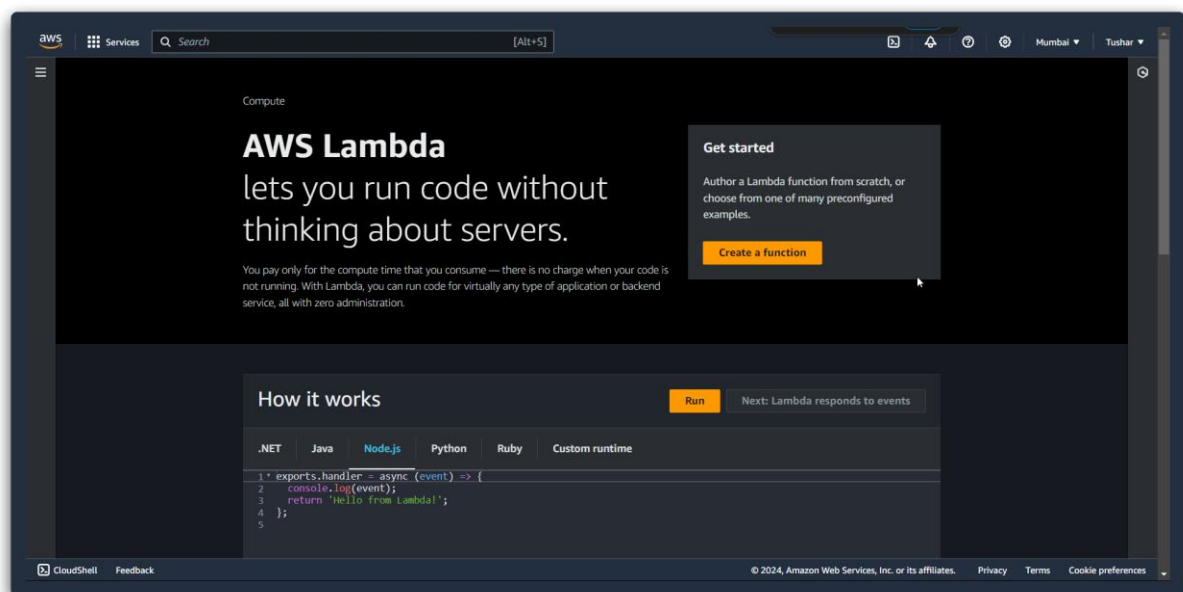 aws Services Search [Alt+S] Mumbai Tushar
Compute
AWS Lambda
lets you run code without
thinking about servers.
You pay only for the compute time that you consume — there is no charge when your code is
not running. With Lambda, you can run code for virtually any type of application or backend
service, all with zero administration.
Get started
Author a Lambda function from scratch, or
choose from one of many preconfigured
examples.
Create a function
How it works
Run Next: Lambda responds to events
.NET Java Node.js Python Ruby Custom runtime
1 exports.handler = async (event) => {
2 console.log(event);
3 return 'Hello from Lambda!';
4 };
5
CloudShell Feedback © 2024, Amazon Web Services, Inc. or its affiliates. Privacy Terms Cookie preferences